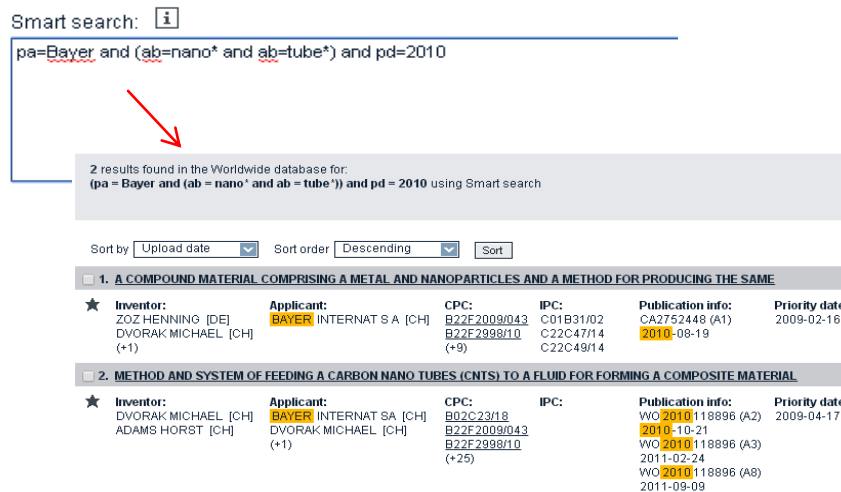 Smart search: i
pa=Bayer and (ab=nano* and ab=tube*) and pd=2010
2 results found in the Worldwide database for:
(pa = Bayer and (ab = nano* and ab = tube*)) and pd = 2010 using Smart search
Sort by Upload date Sort order Descending Sort
1. A COMPOUND MATERIAL COMPRISING A METAL AND NANOPARTICLES AND A METHOD FOR PRODUCING THE SAME
Inventor: Applicant: CPC: IPC: Publication info: Priority date
ZOZ HENNING [DE] BAYER INTERNAT S A [CH] B22F2009/043 C01B31/02 CA2752448 (A1) 2009-02-16
DVORAK MICHAEL [CH] B22F2998/10 C22C47/14 2010-08-19
(+1) (+9) C22C49/14
2. METHOD AND SYSTEM OF FEEDING A CARBON NANO TUBES (CNTS) TO A FLUID FOR FORMING A COMPOSITE MATERIAL
Inventor: Applicant: CPC: IPC: Publication info: Priority date
DVORAK MICHAEL [CH] BAYER INTERNAT SA [CH] B02C23/18 WO2010118896 (A2) 2009-04-17
ADAMS HORST [CH] DVORAK MICHAEL [CH] B22F2009/043 2010-10-21
(+1) B22F2998/10 WO2010118896 (A3)
(+25) 2011-02-24
WO2010118896 (A8)
2011-09-09